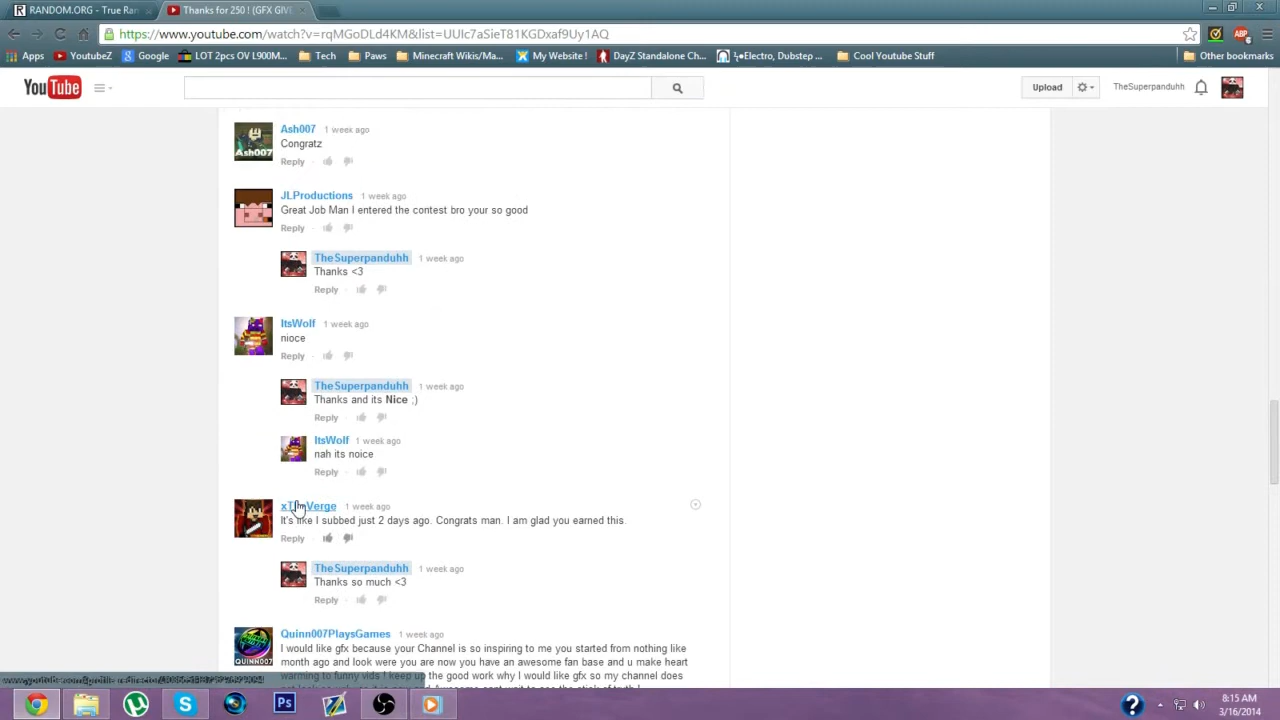 RANDOM.ORG - True Ran
Thanks for 250 ! (GFX GIV
https://www.youtube.com/watch?v=rqMGoDLd4KM&list=UUlc7aSieT81KGDxaf9Uy1AQ
Apps
YoutubeZ
Google
LOT 2pcs OV L900M...
Tech
Paws
Minecraft Wikis/Ma...
My Website !
DayZ Standalone Ch...
Electro, Dubstep ...
Cool Youtube Stuff
Other bookmarks
YouTube
Upload
TheSuperpanduhh
Ash007 1 week ago
Congratz
Reply
JLProductions 1 week ago
Great Job Man I entered the contest bro your so good
Reply
TheSuperpanduhh 1 week ago
Thanks <3
Reply
ItsWolf 1 week ago
nioce
Reply
TheSuperpanduhh 1 week ago
Thanks and its Nice ;)
Reply
ItsWolf 1 week ago
nah its noice
Reply
1 week ago
It's like I subbed just 2 days ago. Congrats man. I am glad you earned this.
Reply
TheSuperpanduhh 1 week ago
Thanks so much <3
Reply
Quinn007PlaysGames 1 week ago
I would like gfx because your Channel is so inspiring to me you started from nothing like
month ago and look were you are now you have an awesome fan base and u make heart
warming to funny vids I keep up the good work why I would like gfx so my channel does
8:15 AM
3/16/2014